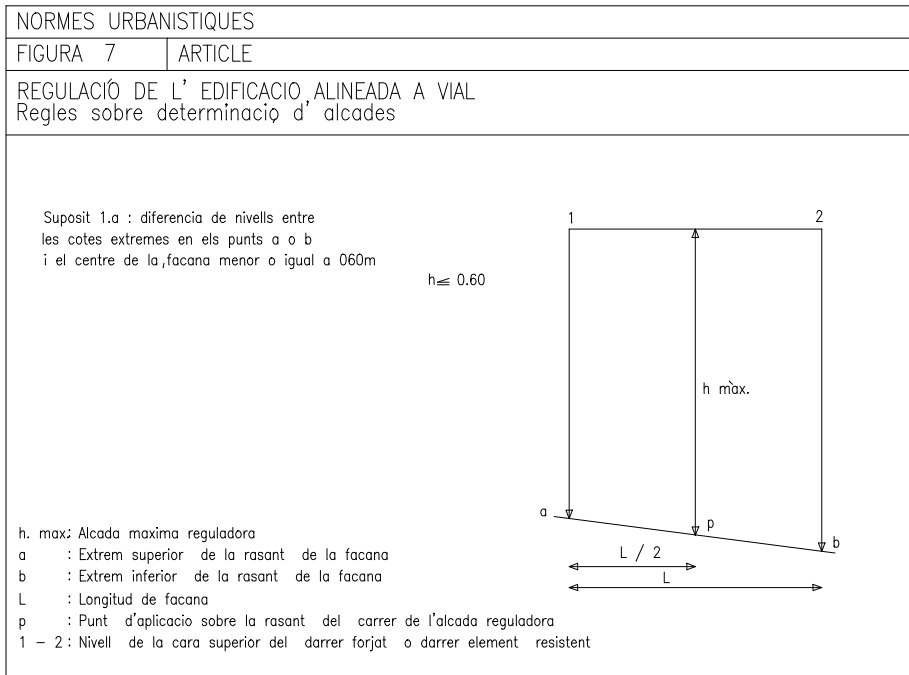 NORMES URBANISTIQUES
FIGURA 7 ARTICLE
REGULACIÓ DE L' EDIFICACIO ALINEADA A VIAL
Regles sobre determinacio d' alcades
Suposit 1.a : diferencia de nivells entre
les cotes extremes en els punts a o b
i el centre de la ,facana menor o igual a 060m
h≤ 0.60
1
2
h màx.
a
p
b
L / 2
L
h. max: Alcada maxima reguladora
a : Extrem superior de la rasant de la facana
b : Extrem inferior de la rasant de la facana
L : Longitud de facana
p : Punt d'aplicacio sobre la rasant del carrer de l'alcada reguladora
1 - 2 : Nivell de la cara superior del darrer forjat o darrer element resistent